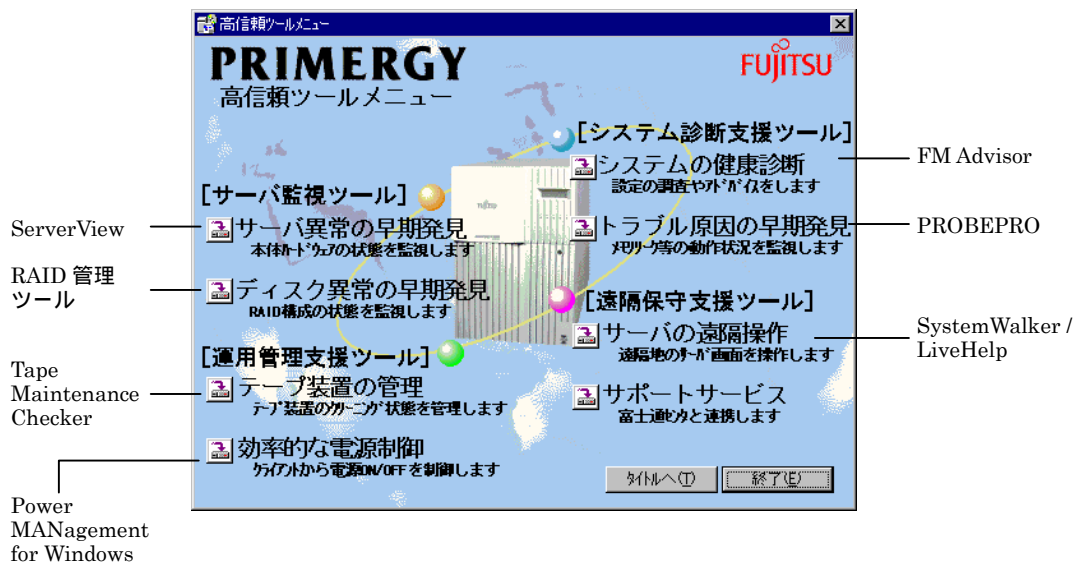 高信頼ツールメニュー
PRIMERGY
高信頼ツールメニュー
FUJITSU
[サーバ監視ツール]
サーバ異常の早期発見
本体ハードウェアの状態を監視します
ディスク異常の早期発見
RAID構成の状態を監視します
[運用管理支援ツール]
テープ装置の管理
テープ装置のクリーニング状態を管理します
効率的な電源制御
クライアントから電源ON/OFFを制御します
[システム診断支援ツール]
システムの健康診断
設定の調査やアドバイスをします
トラブル原因の早期発見
メモリリーク等の動作状況を監視します
[遠隔保守支援ツール]
サーバの遠隔操作
遠隔地のサーバ画面を操作します
サポートサービス
富士通センタと連携します
タイトルへ(T)
終了(E)
ServerView
RAID 管理
ツール
Tape
Maintenance
Checker
Power
MANagement
for Windows
FM Advisor
PROBEPRO
SystemWalker /
LiveHelp